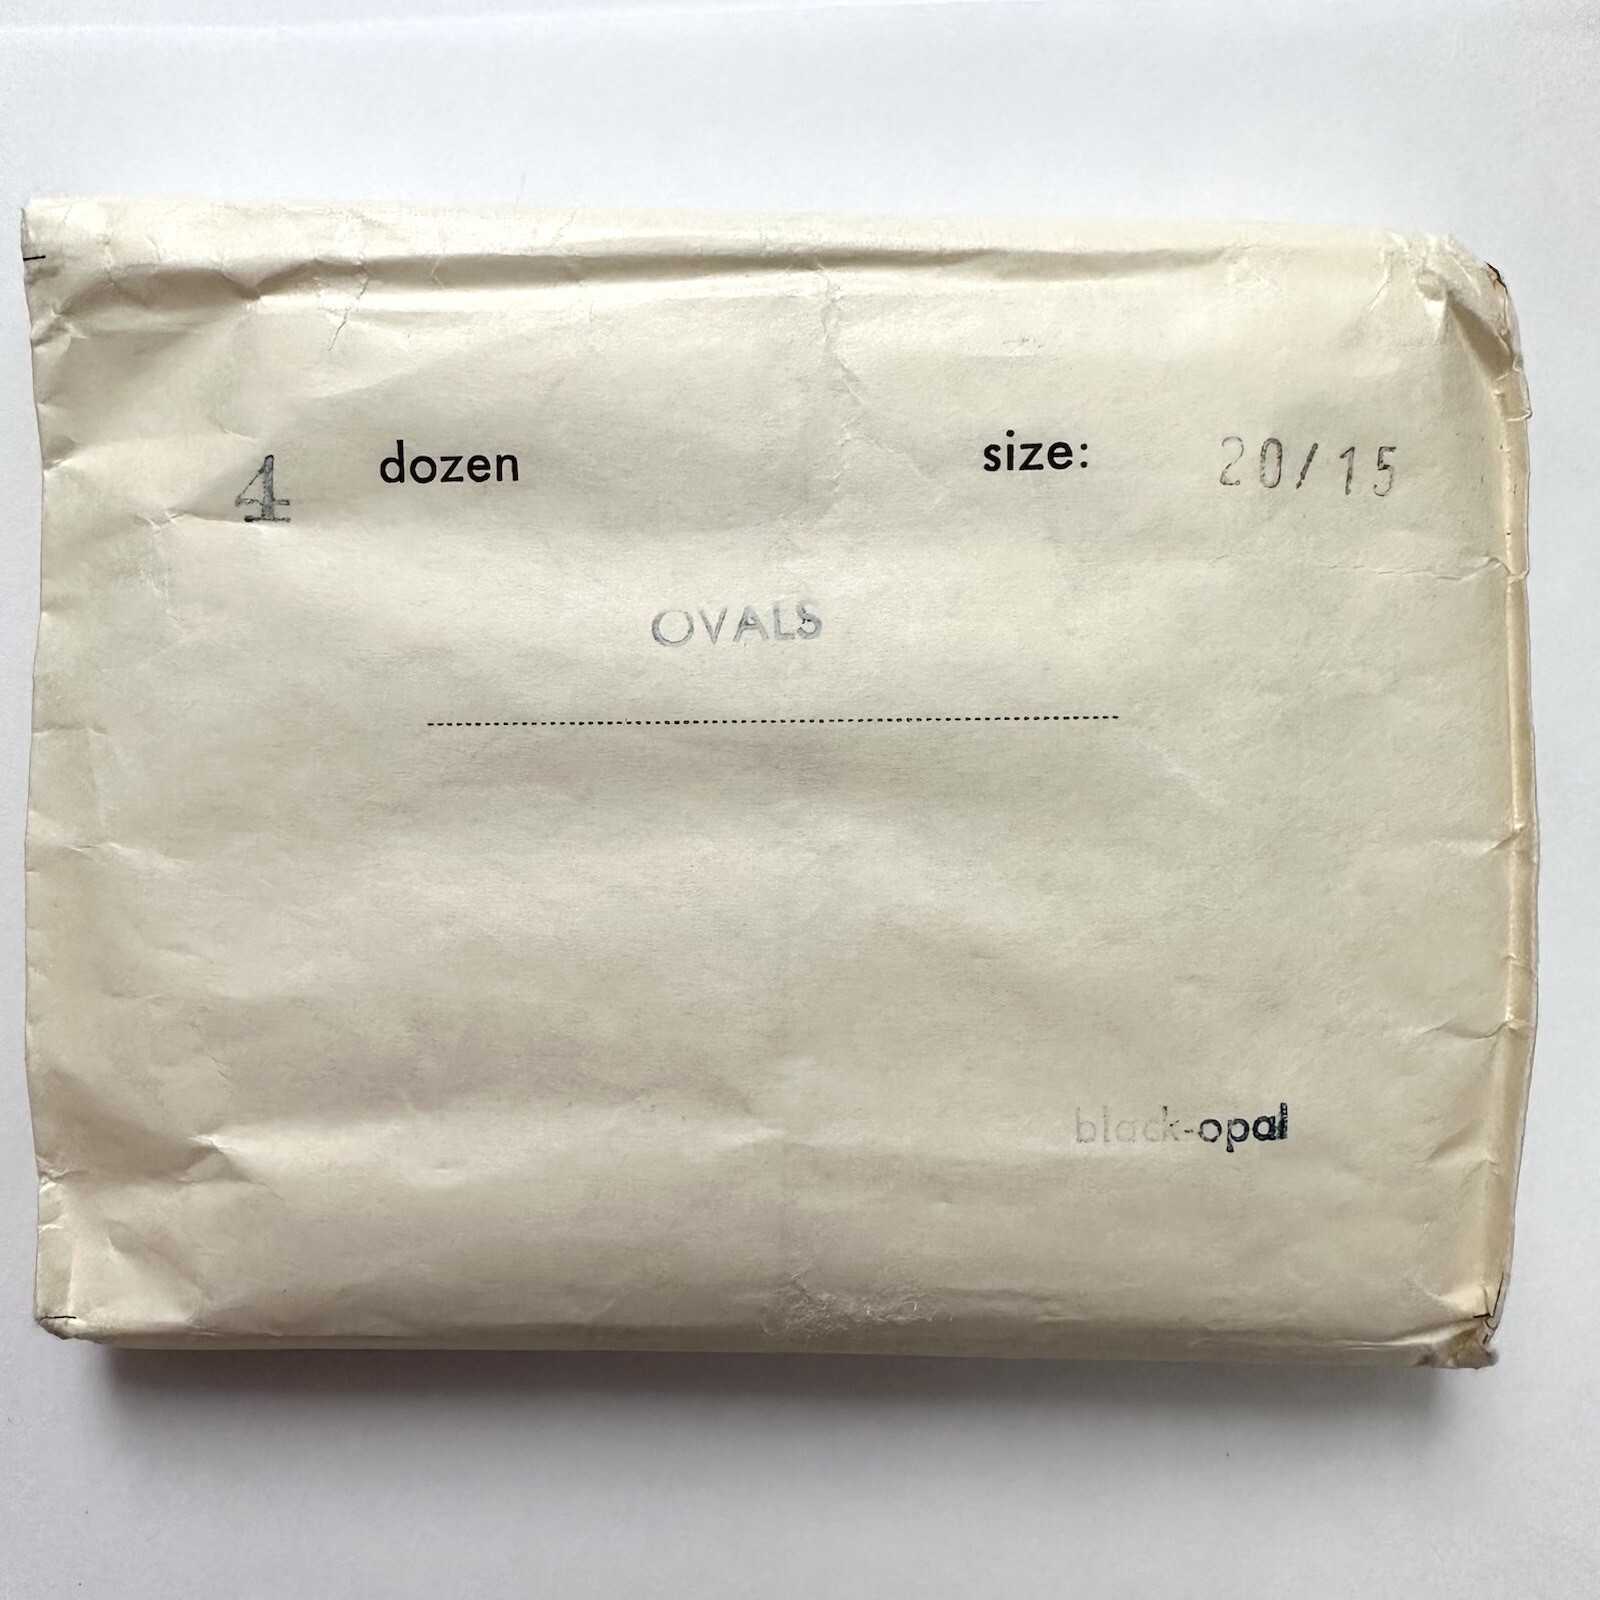 4 dozen size: 20/15
OVALS
black-opal